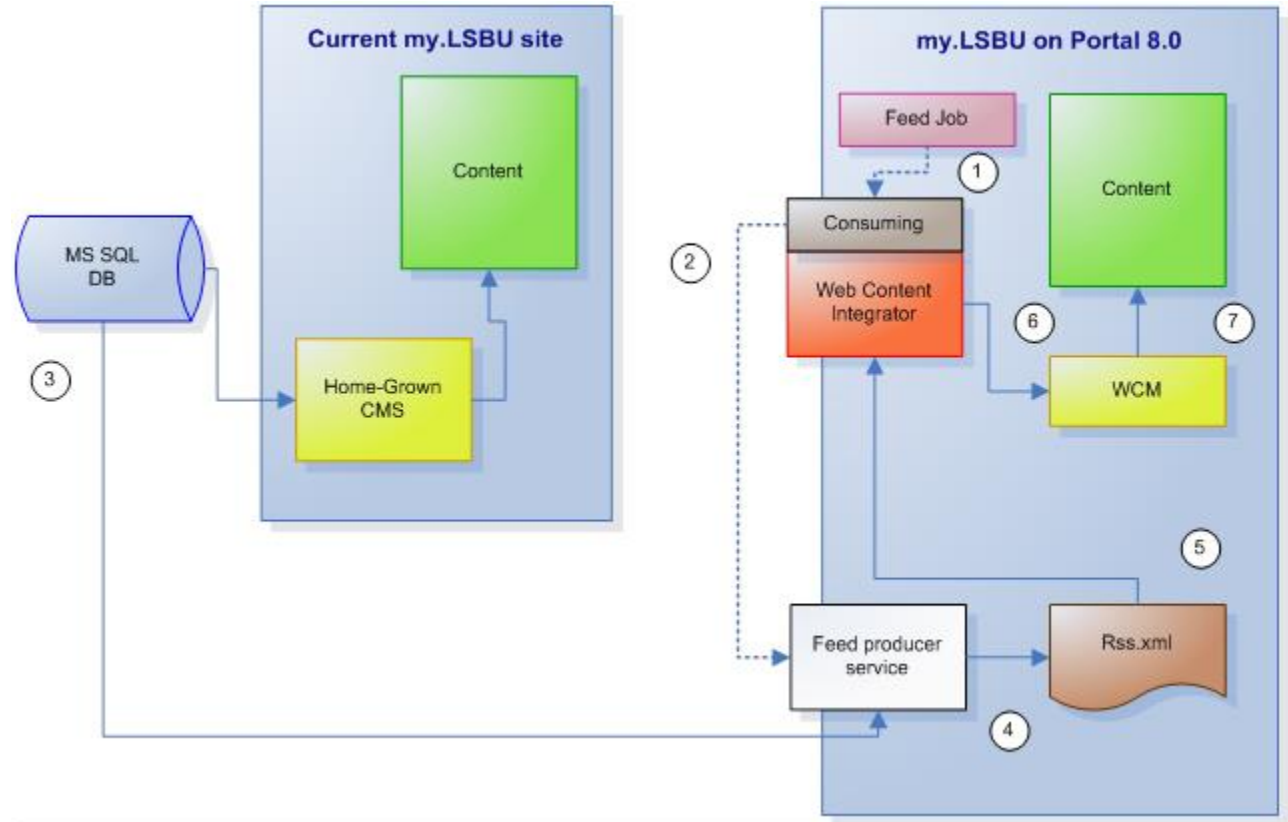 Current my.LSBU site
Content
MS SQL
DB
3
Home-Grown
CMS
my.LSBU on Portal 8.0
Feed Job
1
Content
Consuming
2
Web Content
Integrator
6
7
WCM
5
Feed producer
service
Rss.xml
4